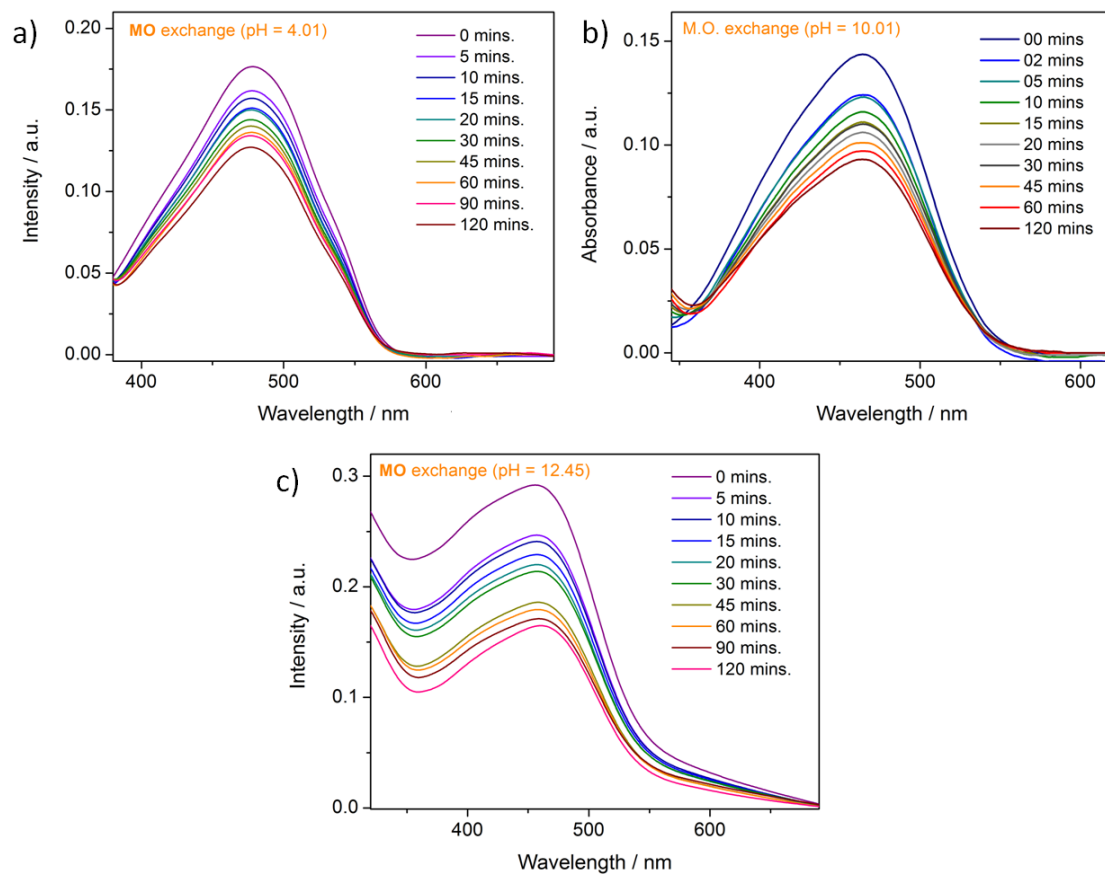 a)
MO exchange (pH = 4.01)
0.20
0.15
0.10
0.05
0.00
Intensity / a.u.
400
500
600
Wavelength / nm
0 mins.
5 mins.
10 mins.
15 mins.
20 mins.
30 mins.
45 mins.
60 mins.
90 mins.
120 mins.
b)
M.O. exchange (pH = 10.01)
0.15
0.10
0.05
0.00
Absorbance / a.u.
400
500
600
Wavelength / nm
00 mins
02 mins
05 mins
10 mins
15 mins
20 mins
30 mins
45 mins
60 mins
120 mins
c)
MO exchange (pH = 12.45)
0.3
0.2
0.1
0.0
Intensity / a.u.
400
500
600
Wavelength / nm
0 mins.
5 mins.
10 mins.
15 mins.
20 mins.
30 mins.
45 mins.
60 mins.
90 mins.
120 mins.